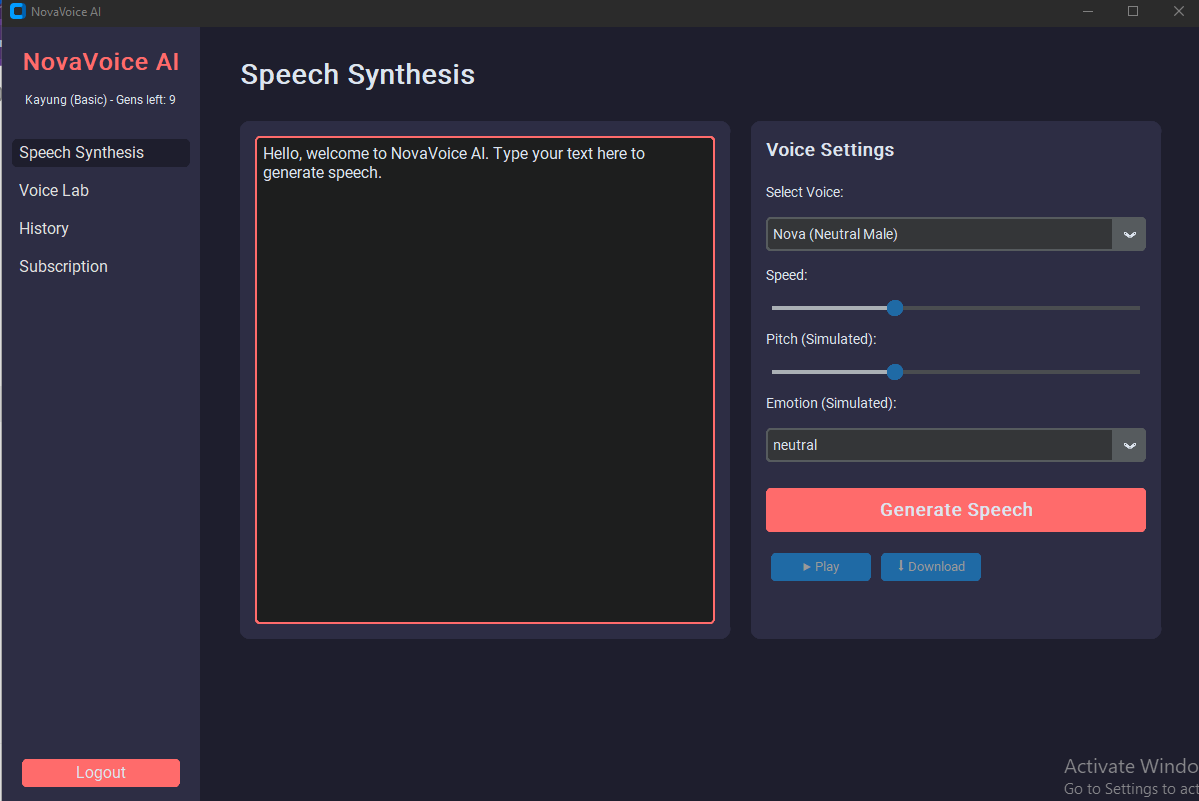 NovaVoice AI
NovaVoice AI
Kayung (Basic) - Gens left: 9
Speech Synthesis
Voice Lab
History
Subscription
Logout
Speech Synthesis
Hello, welcome to NovaVoice AI. Type your text here to
generate speech.
Voice Settings
Select Voice:
Nova (Neutral Male)
Speed:
Pitch (Simulated):
Emotion (Simulated):
neutral
Generate Speech
Play
Download
Activate Windo
Go to Settings to act